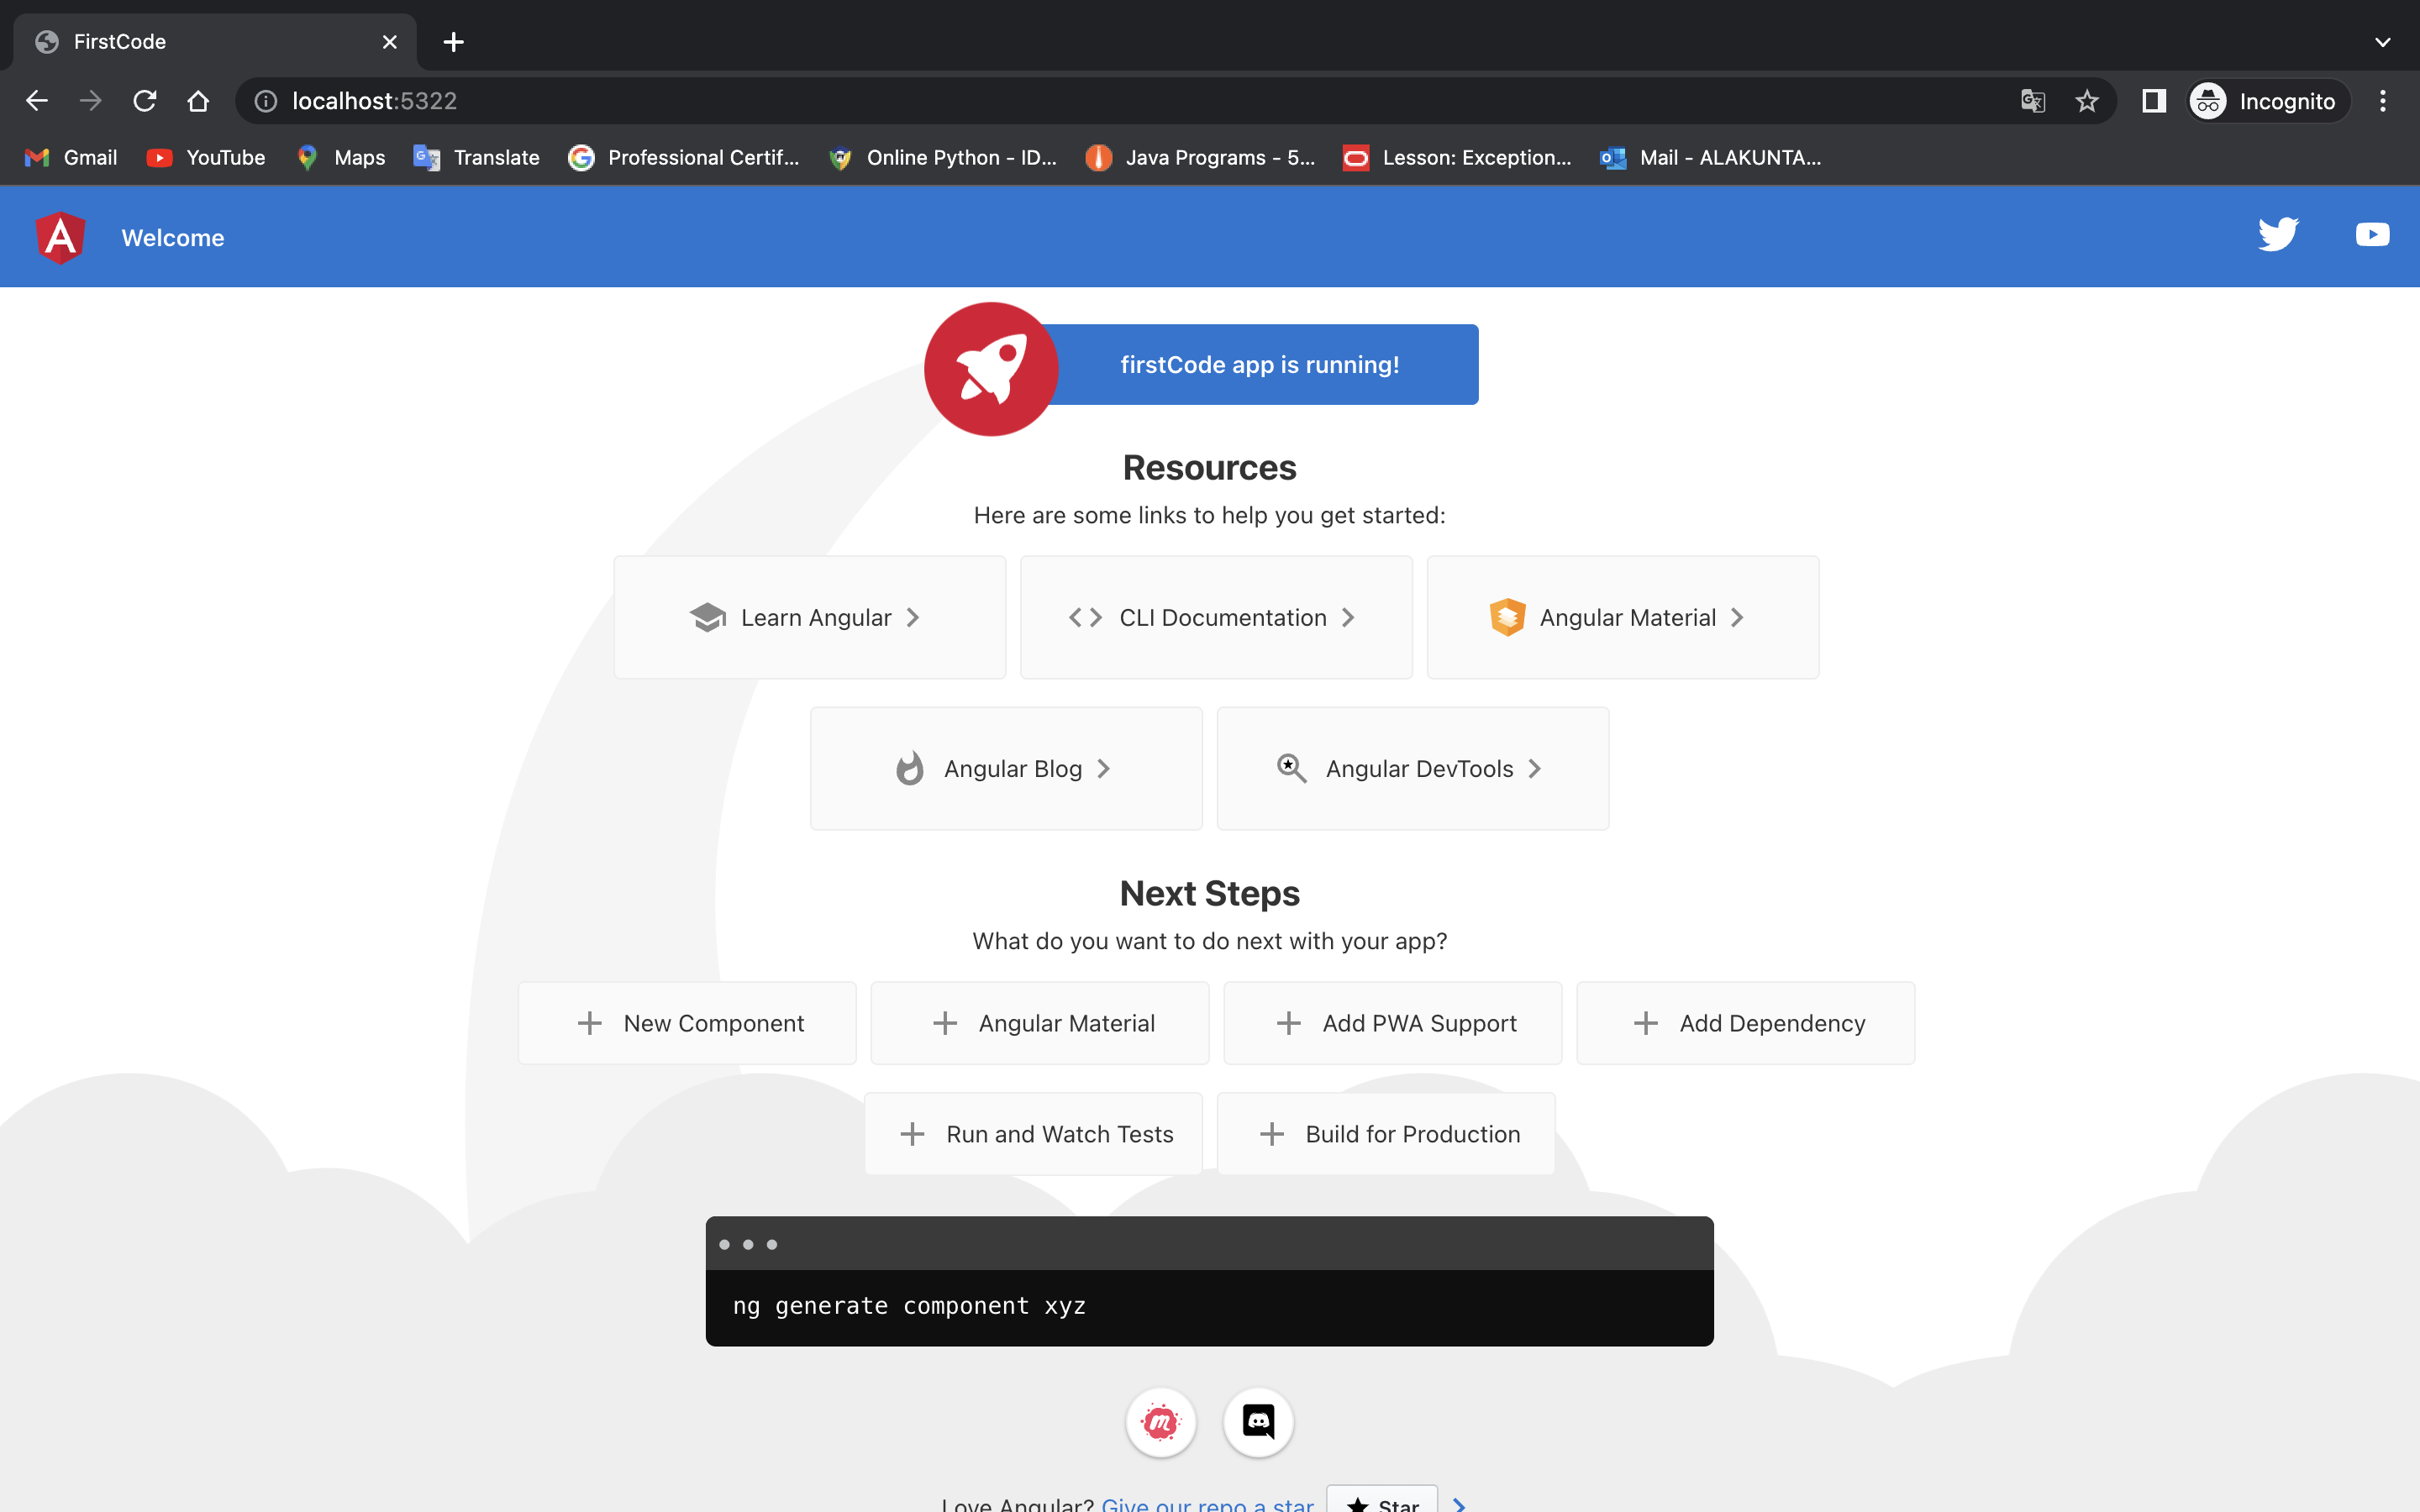 FirstCode
localhost:5322
Incognito
Gmail
YouTube
Maps
Translate
Professional Certif...
Online Python - ID...
Java Programs - 5...
Lesson: Exception...
Mail - ALAKUNTA...
Welcome
firstCode app is running!
Resources
Here are some links to help you get started:
Learn Angular
CLI Documentation
Angular Material
Angular Blog
Angular DevTools
Next Steps
What do you want to do next with your app?
New Component
Angular Material
Add PWA Support
Add Dependency
Run and Watch Tests
Build for Production
ng generate component xyz
Love Angular? Give our repo a star
Star